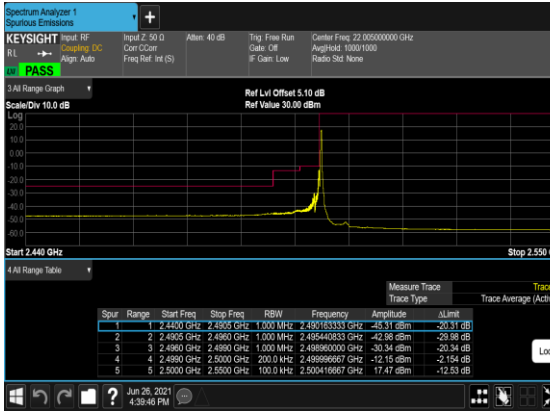 Spectrum Analyzer 1
Spurious Emissions
+
KEYSIGHT Input: RF Input Z: 50 Ω Atten: 40 dB Trig: Free Run Center Freq: 22.005000000 GHz
RL Coupling: DC Corr CCorr Gate: Off Avg|Hold: 1000/1000
Align: Auto Freq Ref: Int (S) IF Gain: Low Radio Std: None
PASS
3 All Range Graph
Ref Lvl Offset 5.10 dB
Scale/Div 10.0 dB Ref Value 30.00 dBm
Log
20.0
10.0
0.00
-10.0
-20.0
-30.0
-40.0
-50.0
-60.0
Start 2.440 GHz Stop 2.550
4 All Range Table
Measure Trace Trace
Trace Type Trace Average (Acti
Spur Range Start Freq Stop Freq RBW Frequency Amplitude ΔLimit
1 1 2.4400 GHz 2.4905 GHz 1.000 MHz 2.490163333 GHz -45.31 dBm -20.31 dB
2 2 2.4905 GHz 2.4960 GHz 1.000 MHz 2.495440833 GHz -42.98 dBm -29.98 dB
3 3 2.4960 GHz 2.4990 GHz 1.000 MHz 2.498960000 GHz -30.34 dBm -20.34 dB
4 4 2.4990 GHz 2.5000 GHz 200.0 kHz 2.499996667 GHz -12.15 dBm -2.154 dB
5 5 2.5000 GHz 2.5500 GHz 100.0 kHz 2.500416667 GHz 17.47 dBm -12.53 dB
Loc
? Jun 26, 2021
4:39:46 PM